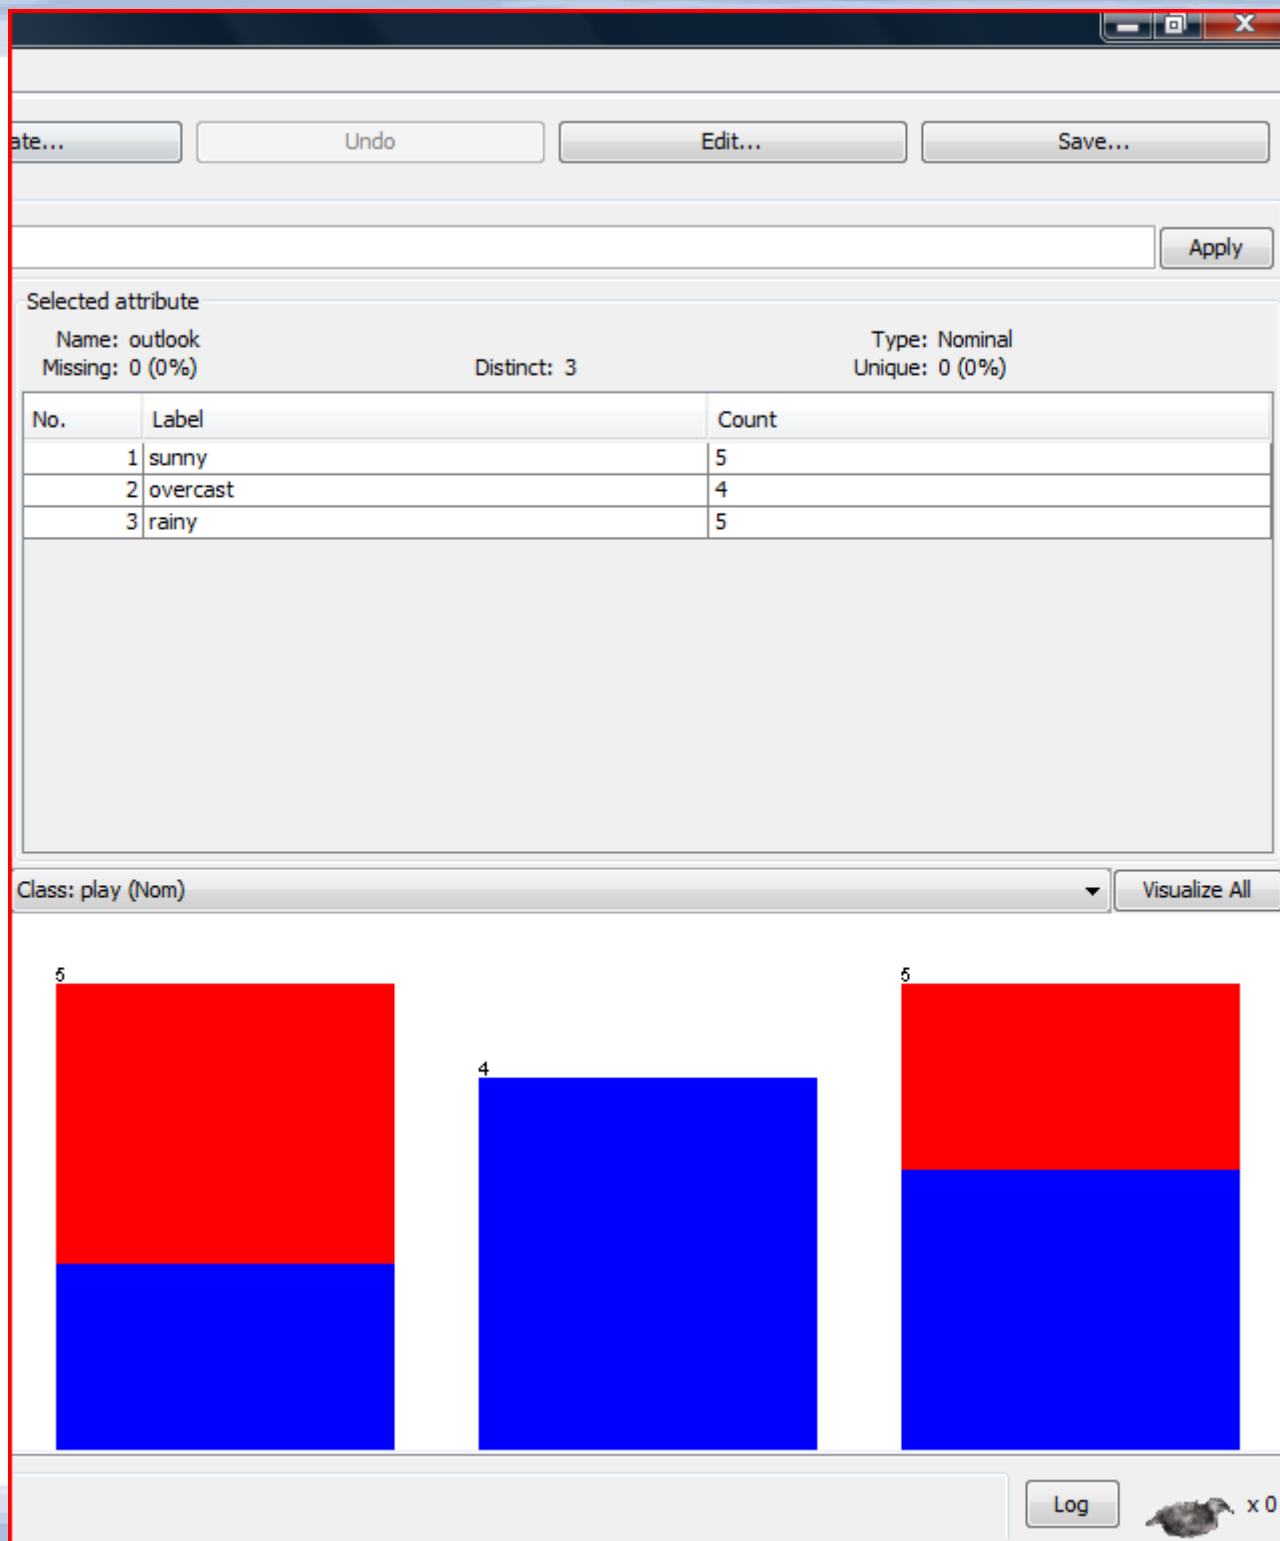 ate... Undo Edit... Save...
Apply
Selected attribute
Name: outlook Type: Nominal
Missing: 0 (0%) Distinct: 3 Unique: 0 (0%)
No. Label Count
1 sunny 5
2 overcast 4
3 rainy 5
Class: play (Nom) Visualize All
5 5
4
Log x 0